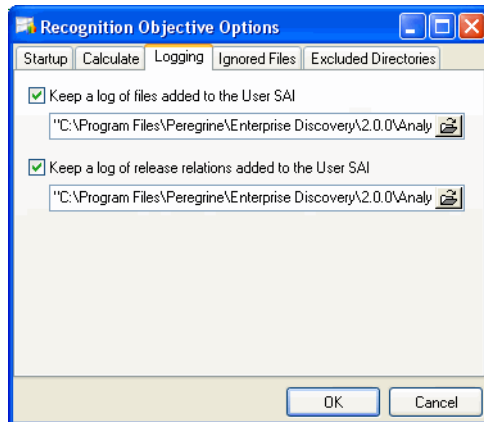 Recognition Objective Options
Startup Calculate Logging Ignored Files Excluded Directories
Keep a log of files added to the User SAI
"C:\Program Files\Peregrine\Enterprise Discovery\2.0.0\Analy
Keep a log of release relations added to the User SAI
"C:\Program Files\Peregrine\Enterprise Discovery\2.0.0\Analy
OK Cancel